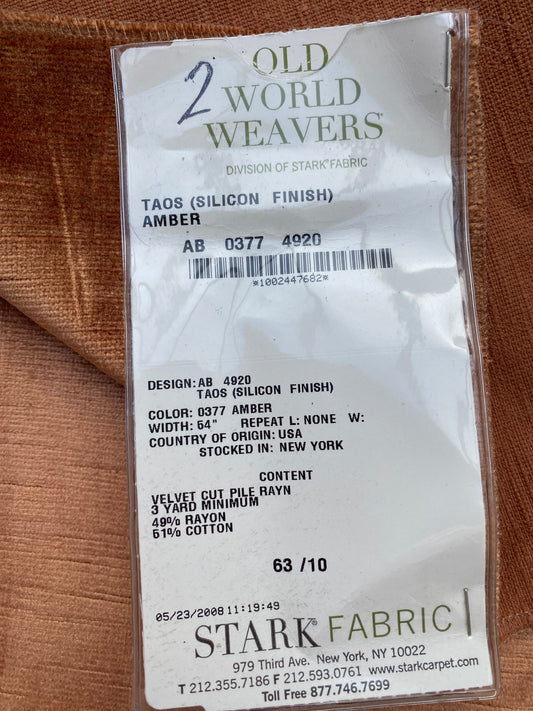 2
OLD
WORLD
WEAVERS®
DIVISION OF STARK® FABRIC
TAOS (SILICON FINISH)
AMBER
AB 0377 4920
*1002447682*
DESIGN: AB 4920
TAOS (SILICON FINISH)
COLOR: 0377 AMBER
WIDTH: 54" REPEAT L: NONE W:
COUNTRY OF ORIGIN: USA
STOCKED IN: NEW YORK
CONTENT
VELVET CUT PILE RAYN
3 YARD MINIMUM
49% RAYON
51% COTTON
63 /10
05/23/2008 11:19:49
STARK® FABRIC
979 Third Ave. New York, NY 10022
T 212.355.7186 F 212.593.0761 www.starkcarpet.com
Toll Free 877.746.7699